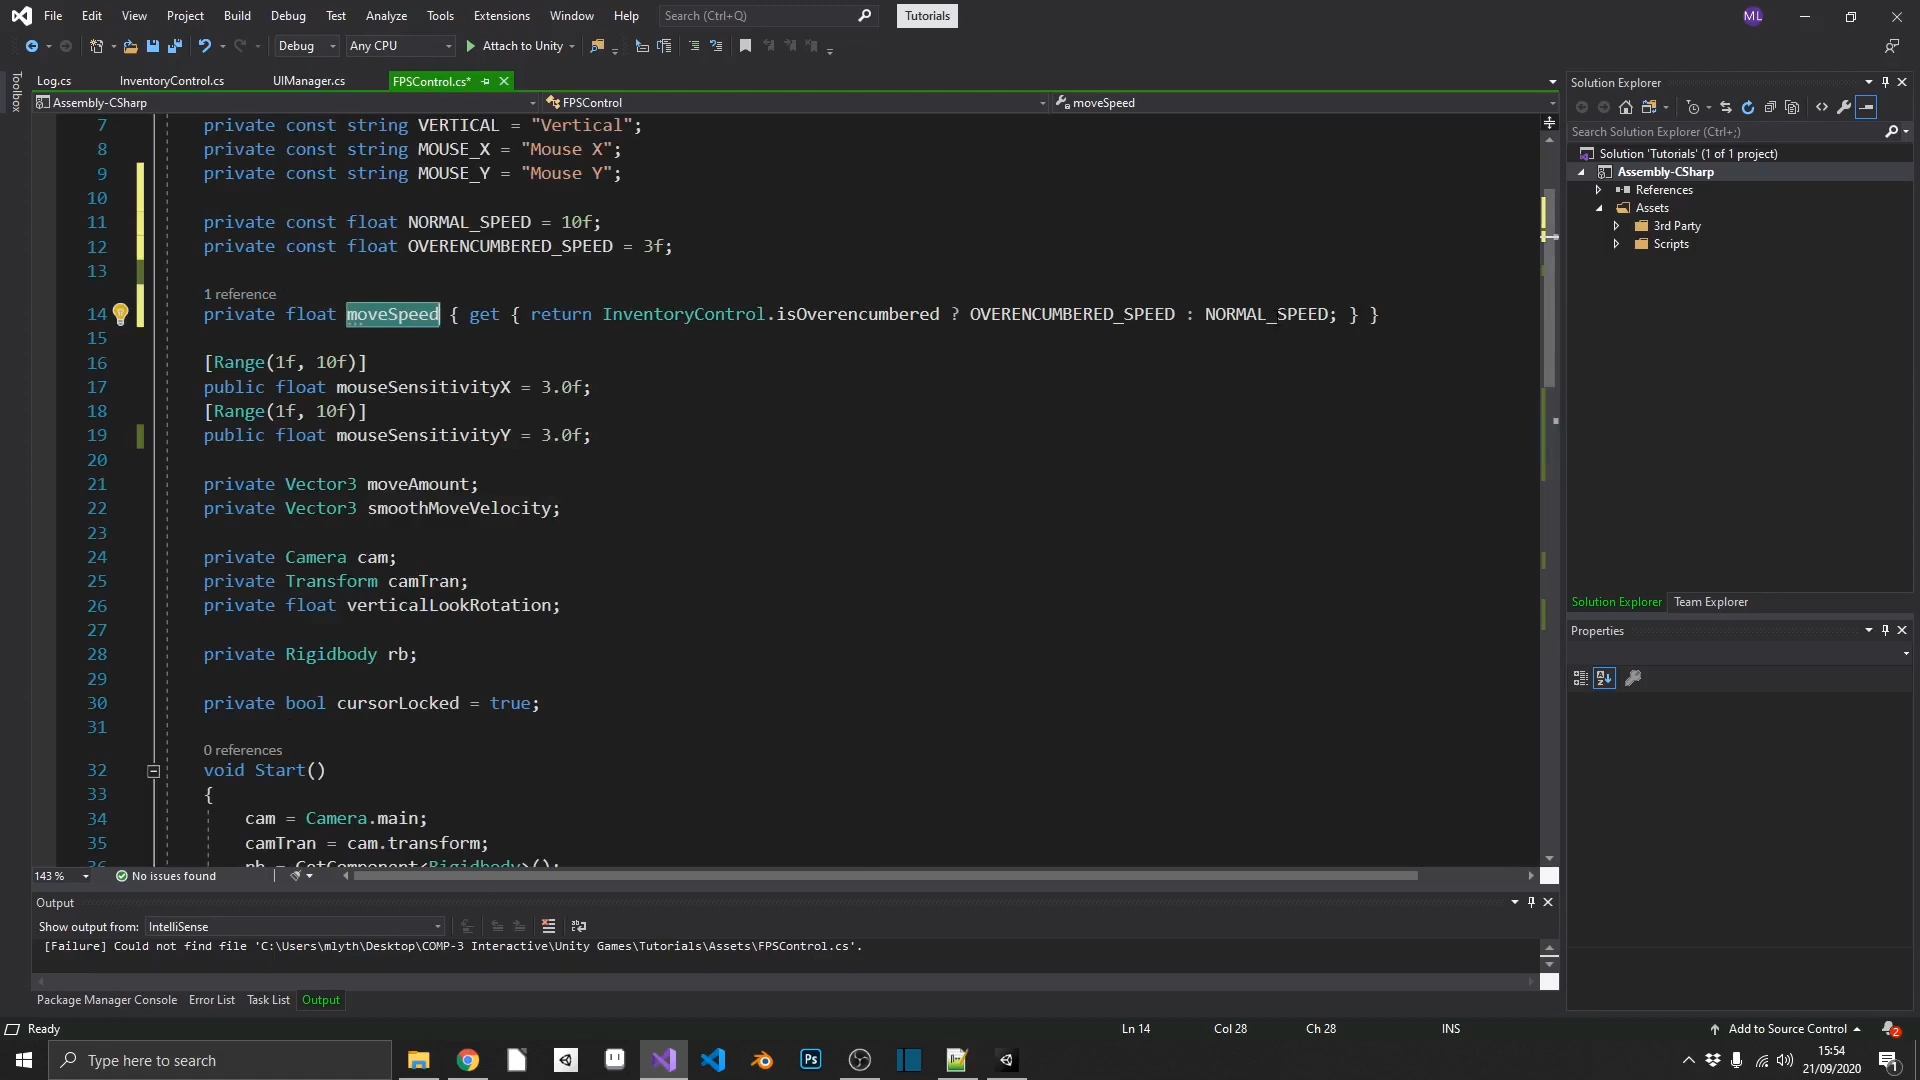 File Edit View Project Build Debug Test Analyze Tools Extensions Window Help Search (Ctrl+Q) Tutorials ML
Debug Any CPU Attach to Unity
Toolbox
Log.cs InventoryControl.cs UIManager.cs FPSControl.cs*
Assembly-CSharp FPSControl moveSpeed
7 private const string VERTICAL = "Vertical";
8 private const string MOUSE_X = "Mouse X";
9 private const string MOUSE_Y = "Mouse Y";
10
11 private const float NORMAL_SPEED = 10f;
12 private const float OVERENCUMBERED_SPEED = 3f;
13
1 reference
14 private float moveSpeed { get { return InventoryControl.isOverencumbered ? OVERENCUMBERED_SPEED : NORMAL_SPEED; } }
15
16 [Range(1f, 10f)]
17 public float mouseSensitivityX = 3.0f;
18 [Range(1f, 10f)]
19 public float mouseSensitivityY = 3.0f;
20
21 private Vector3 moveAmount;
22 private Vector3 smoothMoveVelocity;
23
24 private Camera cam;
25 private Transform camTran;
26 private float verticalLookRotation;
27
28 private Rigidbody rb;
29
30 private bool cursorLocked = true;
31
0 references
32 void Start()
33 {
34 cam = Camera.main;
35 camTran = cam.transform;
36 rb = GetComponent<Rigidbody>();
143 % No issues found
Output
Show output from: IntelliSense
[Failure] Could not find file 'C:\Users\mlyth\Desktop\COMP-3 Interactive\Unity Games\Tutorials\Assets\FPSControl.cs'.
Package Manager Console Error List Task List Output
Solution Explorer
Search Solution Explorer (Ctrl+;)
Solution 'Tutorials' (1 of 1 project)
Assembly-CSharp
References
Assets
3rd Party
Scripts
Solution Explorer Team Explorer
Properties
Ready Ln 14 Col 28 Ch 28 INS Add to Source Control 2
Type here to search Ps 15:54
21/09/2020 1